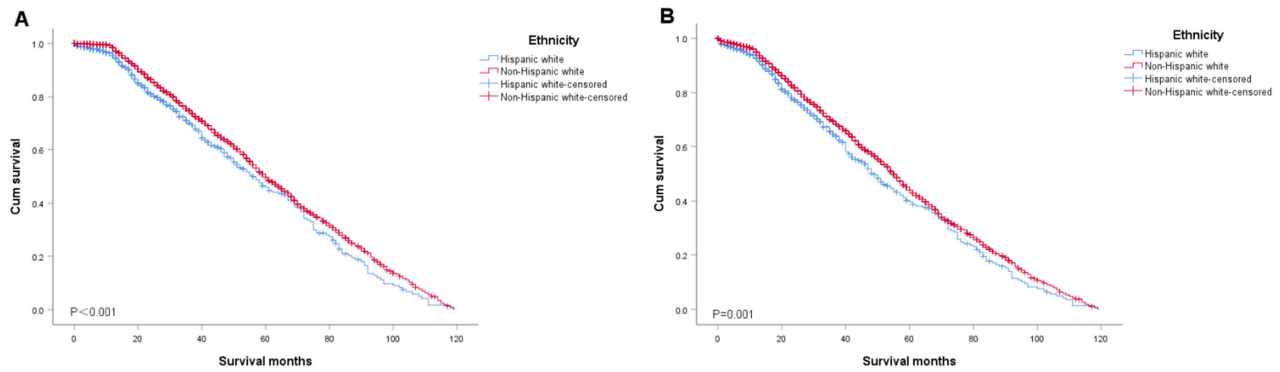 A
Cum survival
1.0
0.8
0.6
0.4
0.2
0.0
P<0.001
0 20 40 60 80 100 120
Survival months
Ethnicity
Hispanic white
Non-Hispanic white
Hispanic white-censored
Non-Hispanic white-censored
B
Cum survival
1.0
0.8
0.6
0.4
0.2
0.0
P=0.001
0 20 40 60 80 100 120
Survival months
Ethnicity
Hispanic white
Non-Hispanic white
Hispanic white-censored
Non-Hispanic white-censored